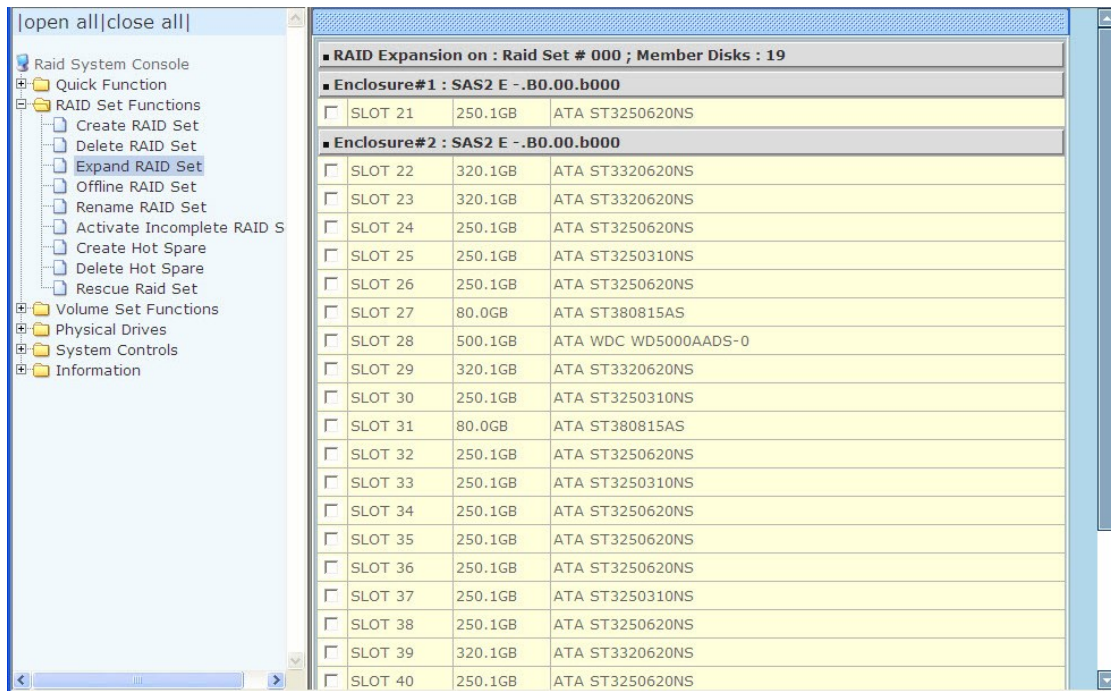 |open all|close all|
Raid System Console
Quick Function
RAID Set Functions
Create RAID Set
Delete RAID Set
Expand RAID Set
Offline RAID Set
Rename RAID Set
Activate Incomplete RAID S
Create Hot Spare
Delete Hot Spare
Rescue Raid Set
Volume Set Functions
Physical Drives
System Controls
Information
RAID Expansion on : Raid Set # 000 ; Member Disks : 19
Enclosure#1 : SAS2 E -.B0.00.b000
SLOT 21 250.1GB ATA ST3250620NS
Enclosure#2 : SAS2 E -.B0.00.b000
SLOT 22 320.1GB ATA ST3320620NS
SLOT 23 320.1GB ATA ST3320620NS
SLOT 24 250.1GB ATA ST3250620NS
SLOT 25 250.1GB ATA ST3250310NS
SLOT 26 250.1GB ATA ST3250620NS
SLOT 27 80.0GB ATA ST380815AS
SLOT 28 500.1GB ATA WDC WD5000AADS-0
SLOT 29 320.1GB ATA ST3320620NS
SLOT 30 250.1GB ATA ST3250310NS
SLOT 31 80.0GB ATA ST380815AS
SLOT 32 250.1GB ATA ST3250620NS
SLOT 33 250.1GB ATA ST3250310NS
SLOT 34 250.1GB ATA ST3250620NS
SLOT 35 250.1GB ATA ST3250620NS
SLOT 36 250.1GB ATA ST3250620NS
SLOT 37 250.1GB ATA ST3250310NS
SLOT 38 250.1GB ATA ST3250620NS
SLOT 39 320.1GB ATA ST3320620NS
SLOT 40 250.1GB ATA ST3250620NS